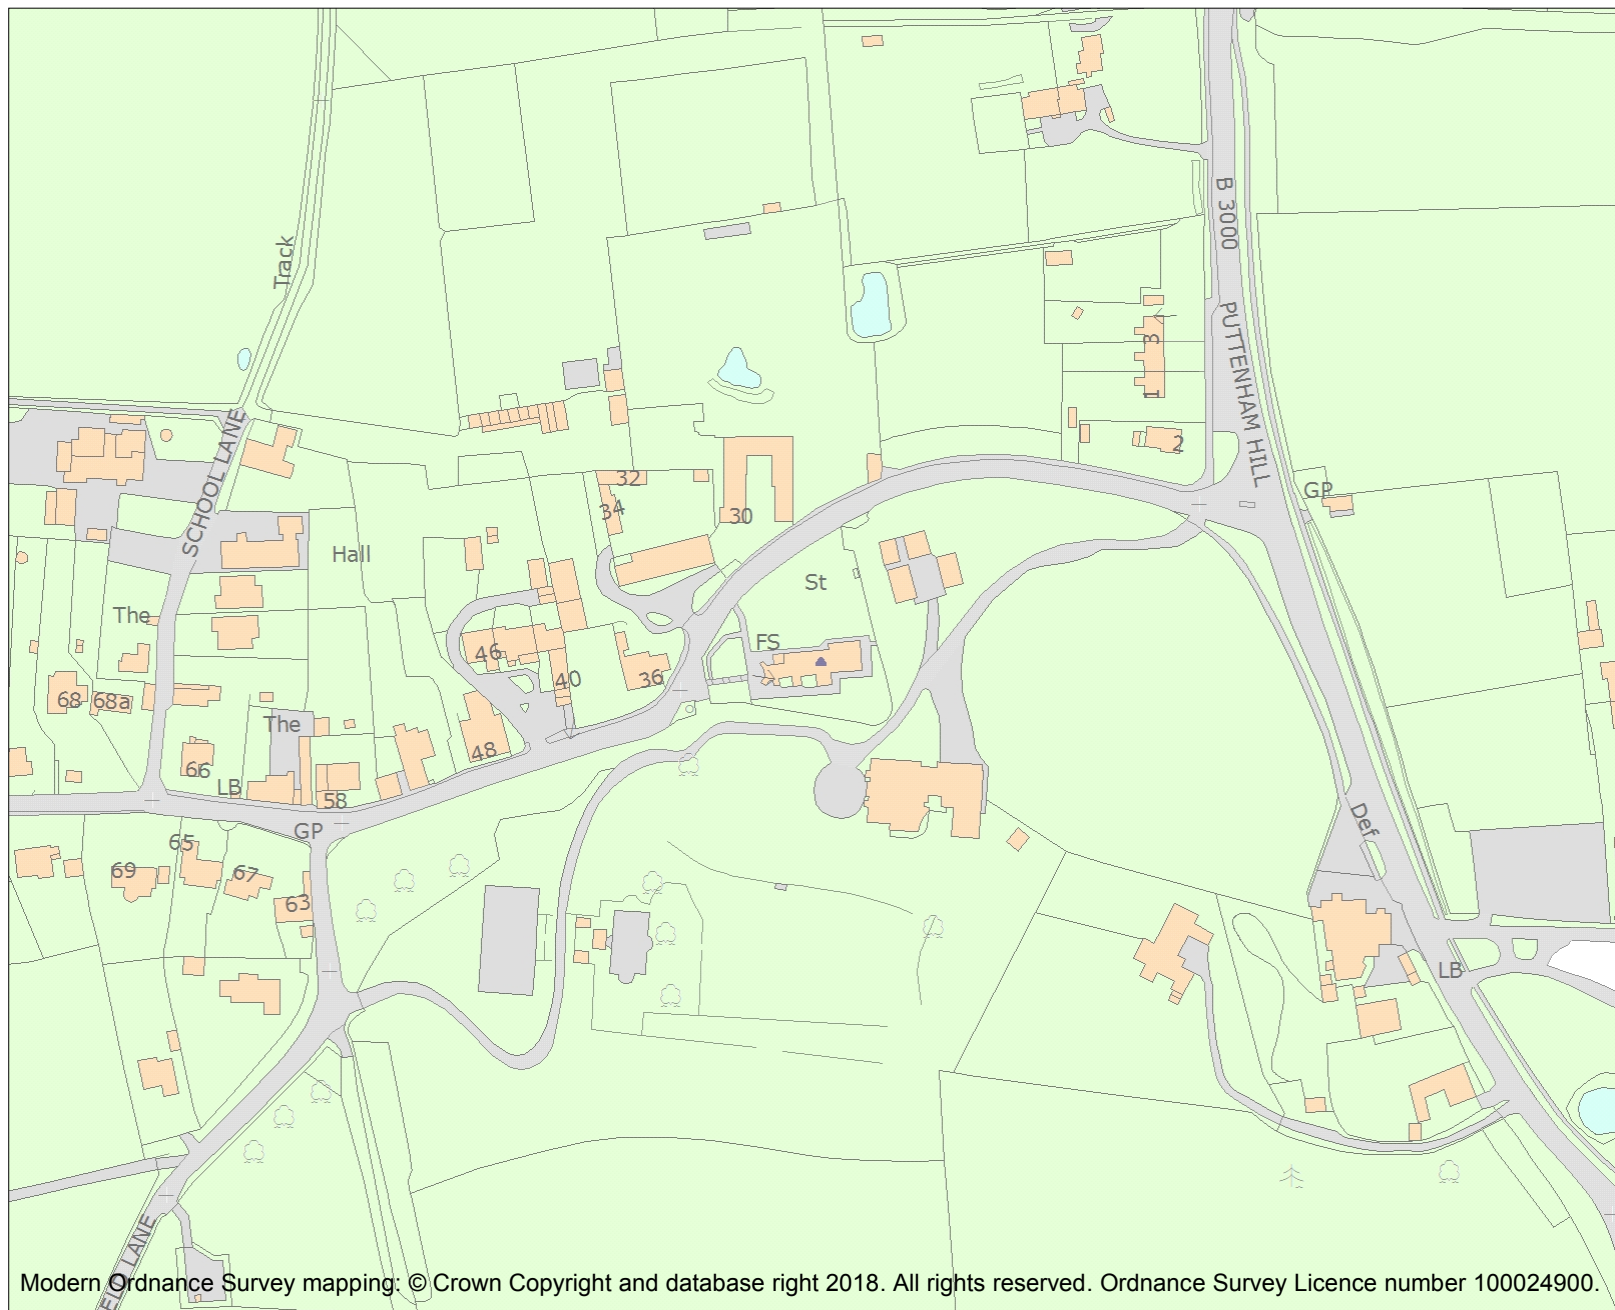 B 3000
Track
PUTTENHAM HILL
3
1
2
SCHOOL LANE
32
34
30
GP
Hall
St
The
FS
46
40
36
68
68a
The
48
66
LB
58
GP
Def
65
69
67
63
LB
ELD LANE
Modern Ordnance Survey mapping: © Crown Copyright and database right 2018. All rights reserved. Ordnance Survey Licence number 100024900.